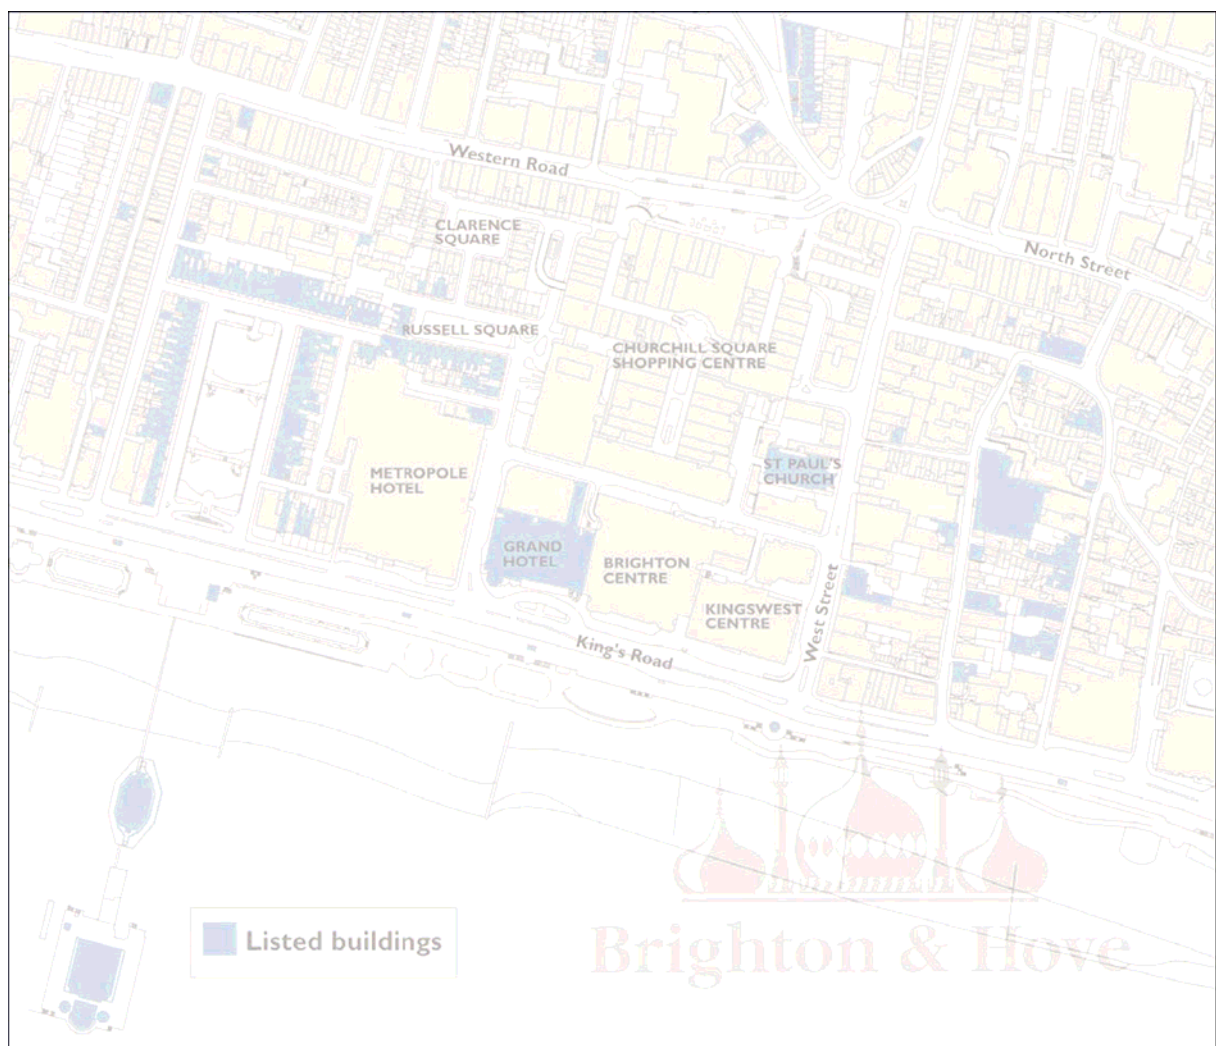 Western Road
CLARENCE
SQUARE
North Street
RUSSELL SQUARE
CHURCHILL SQUARE
SHOPPING CENTRE
METROPOLE
HOTEL
ST PAUL'S
CHURCH
GRAND
HOTEL
BRIGHTON
CENTRE
KINGSWEST
CENTRE
West Street
King's Road
Listed buildings
Brighton & Hove